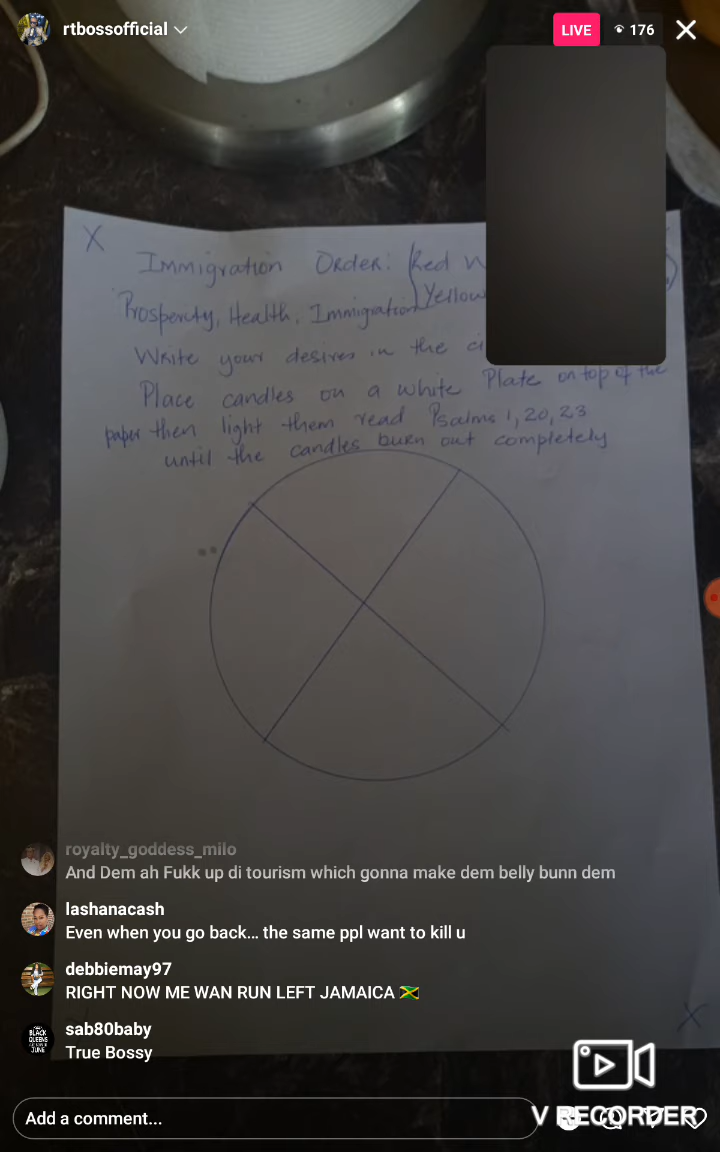 rtbossofficial
LIVE
176
X
Immigration Order: (Red W
Prosperity, Health, Immigration Yellow
Write your desires in the ci
Place candles on a white Plate on top of the
paper then light them read Psalms 1, 20, 23
until the candles burn out completely
royalty_goddess_milo
And Dem ah Fukk up di tourism which gonna make dem belly bunn dem
lashanacash
Even when you go back... the same ppl want to kill u
debbiemay97
RIGHT NOW ME WAN RUN LEFT JAMAICA 🇯🇲
X
BLACK
QUEENS
JUNE
sab80baby
True Bossy
Add a comment...
V RECORDER